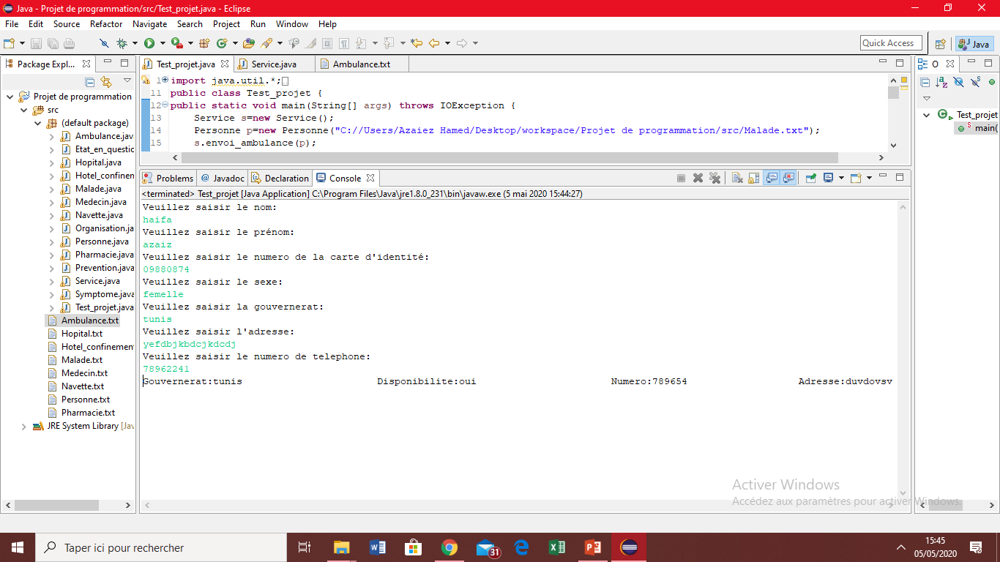 Java - Projet de programmation/src/Test_projet.java - Eclipse
File Edit Source Refactor Navigate Search Project Run Window Help
Quick Access
Java
Package Expl...
Projet de programmation
src
(default package)
Ambulance.java
Etat_en_questic
Hopital.java
Hotel_confinen
Malade.java
Medecin.java
Navette.java
Organisation.ja
Personne.java
Pharmacie.java
Prevention.java
Service.java
Symptome.java
Test_projet.java
Ambulance.txt
Hopital.txt
Hotel_confinement
Malade.txt
Medecin.txt
Navette.txt
Personne.txt
Pharmacie.txt
JRE System Library [Jav
Test_projet.java Service.java Ambulance.txt
1 import java.util.*;
11 public class Test_projet {
12 public static void main(String[] args) throws IOException {
13 Service s=new Service();
14 Personne p=new Personne("C://Users/Azaiez Hamed/Desktop/workspace/Projet de programmation/src/Malade.txt");
15 s.envoi_ambulance(p);
Problems Javadoc Declaration Console
<terminated> Test_projet [Java Application] C:\Program Files\Java\jre1.8.0_231\bin\javaw.exe (5 mai 2020 15:44:27)
Veuillez saisir le nom:
haifa
Veuillez saisir le prénom:
azaiz
Veuillez saisir le numero de la carte d'identité:
09880874
Veuillez saisir le sexe:
femelle
Veuillez saisir la gouvernerat:
tunis
Veuillez saisir l'adresse:
yefdbjkbdcjkdcdj
Veuillez saisir le numero de telephone:
78962241
Gouvernerat:tunis Disponibilite:oui Numero:789654 Adresse:duvdovsv
O
Test_projet
main(
Activer Windows
Accédez aux paramètres pour activer Windows.
Taper ici pour rechercher
31
15:45
05/05/2020